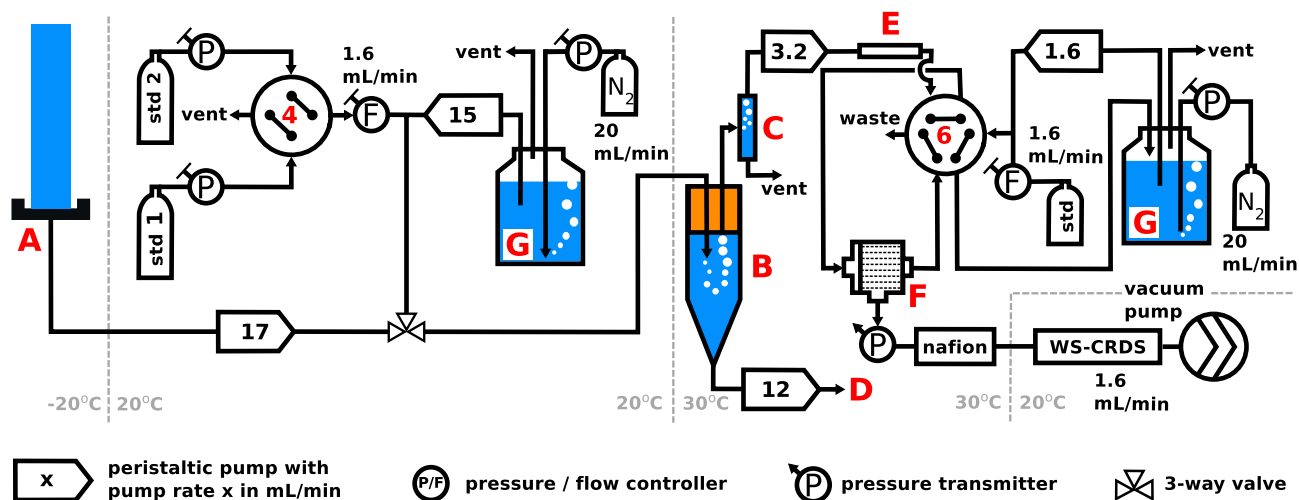 A
std 2
P
vent
4
1.6
mL/min
F
P
std 1
15
vent
P
N2
20
mL/min
G
17
B
C
vent
3.2
E
waste
6
1.6
mL/min
F
std
1.6
vent
P
N2
20
mL/min
G
F
P
nafion
WS-CRDS
1.6
mL/min
vacuum
pump
12
D
-20°C
20°C
20°C
30°C
30°C
20°C
x
peristaltic pump with
pump rate x in mL/min
P/F
pressure / flow controller
P
pressure transmitter
3-way valve